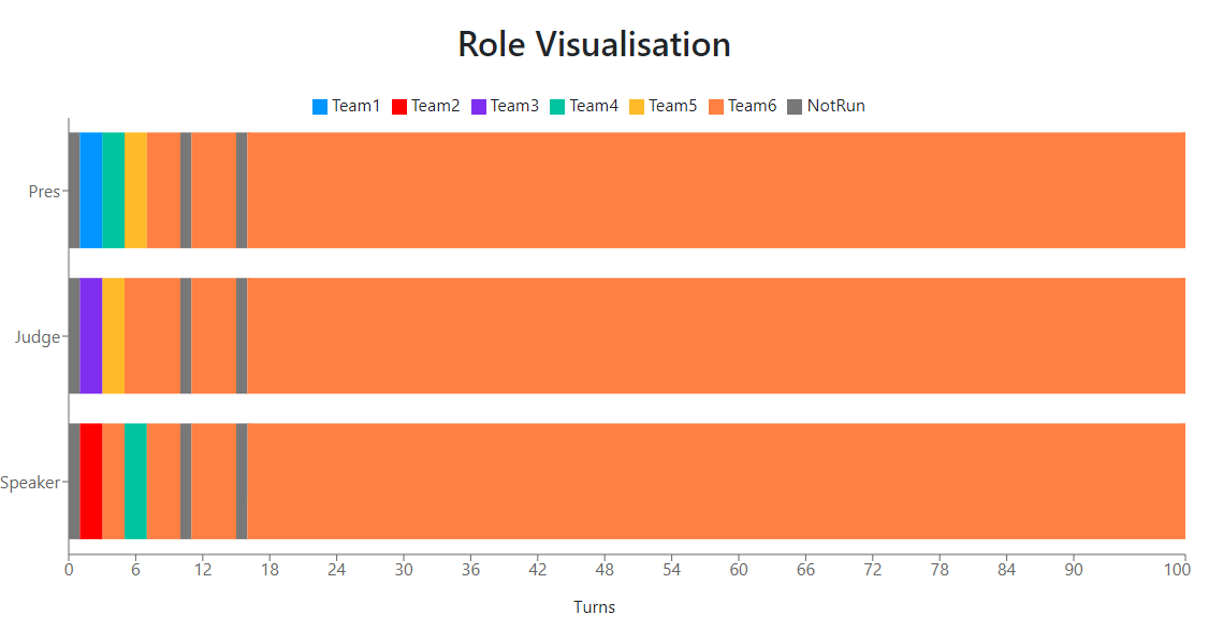 Role Visualisation
Team1 Team2 Team3 Team4 Team5 Team6 NotRun
Pres
Judge
Speaker
0 6 12 18 24 30 36 42 48 54 60 66 72 78 84 90 100
Turns